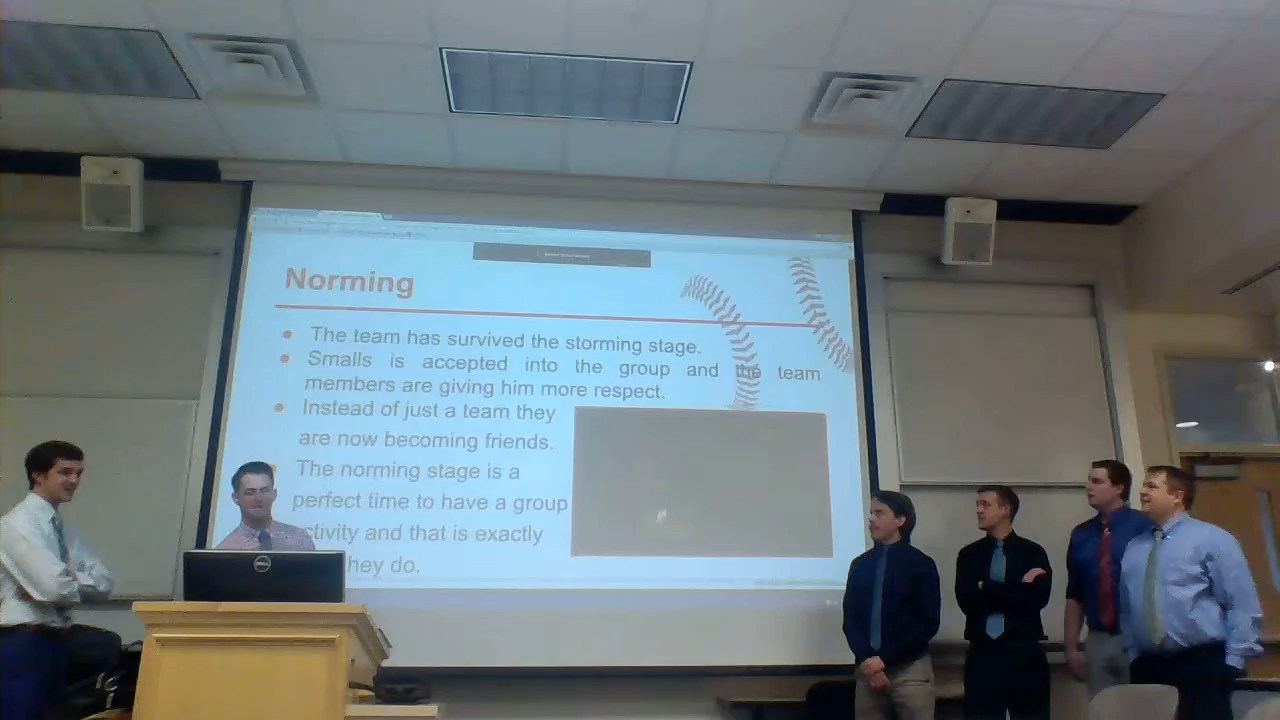 Norming
The team has survived the storming stage.
Smalls is accepted into the group and the team
members are giving him more respect.
Instead of just a team they
are now becoming friends.
The norming stage is a
perfect time to have a group
ctivity and that is exactly
hey do.
DELL